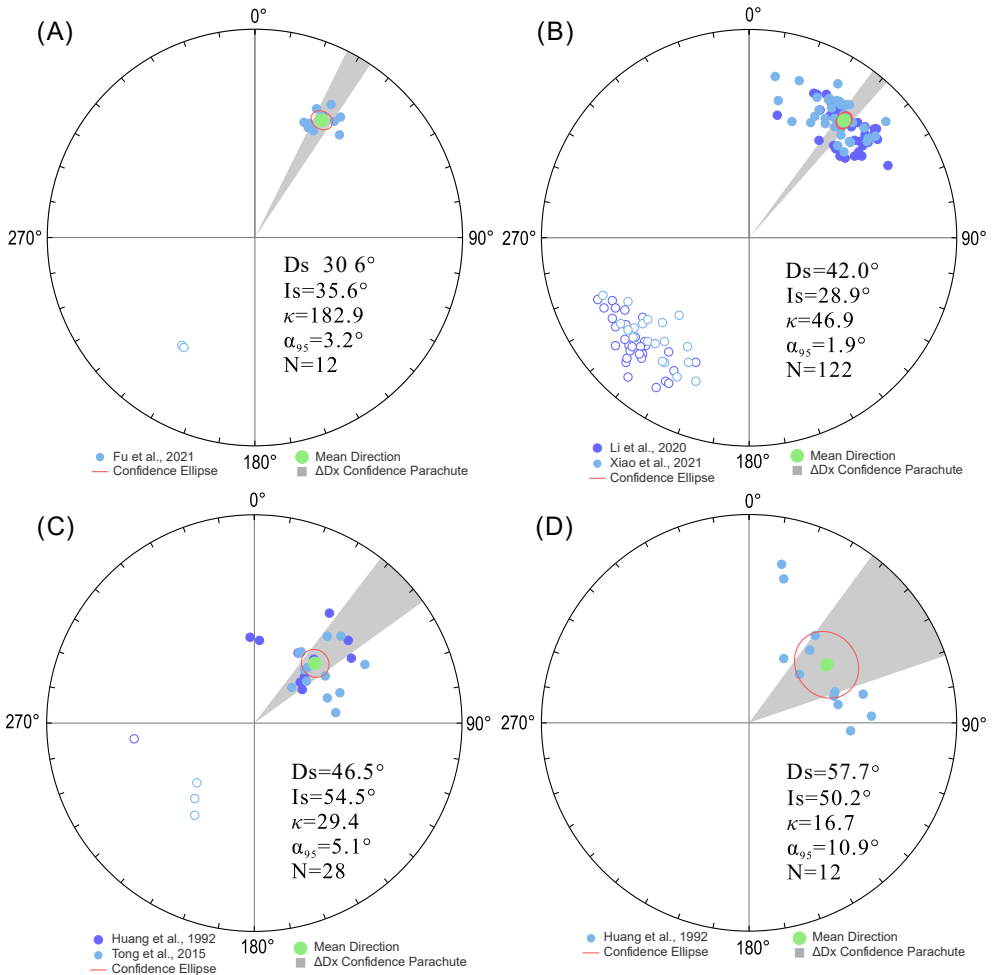 (A)
0°
270°
90°
180°
Ds 30 6°
Is=35.6°
κ=182.9
α95=3.2°
N=12
Fu et al., 2021
Confidence Ellipse
Mean Direction
ΔDx Confidence Parachute
(B)
0°
270°
90°
180°
Ds=42.0°
Is=28.9°
κ=46.9
α95=1.9°
N=122
Li et al., 2020
Xiao et al., 2021
Confidence Ellipse
Mean Direction
ΔDx Confidence Parachute
(C)
0°
270°
90°
180°
Ds=46.5°
Is=54.5°
κ=29.4
α95=5.1°
N=28
Huang et al., 1992
Tong et al., 2015
Confidence Ellipse
Mean Direction
ΔDx Confidence Parachute
(D)
0°
270°
90°
180°
Ds=57.7°
Is=50.2°
κ=16.7
α95=10.9°
N=12
Huang et al., 1992
Confidence Ellipse
Mean Direction
ΔDx Confidence Parachute